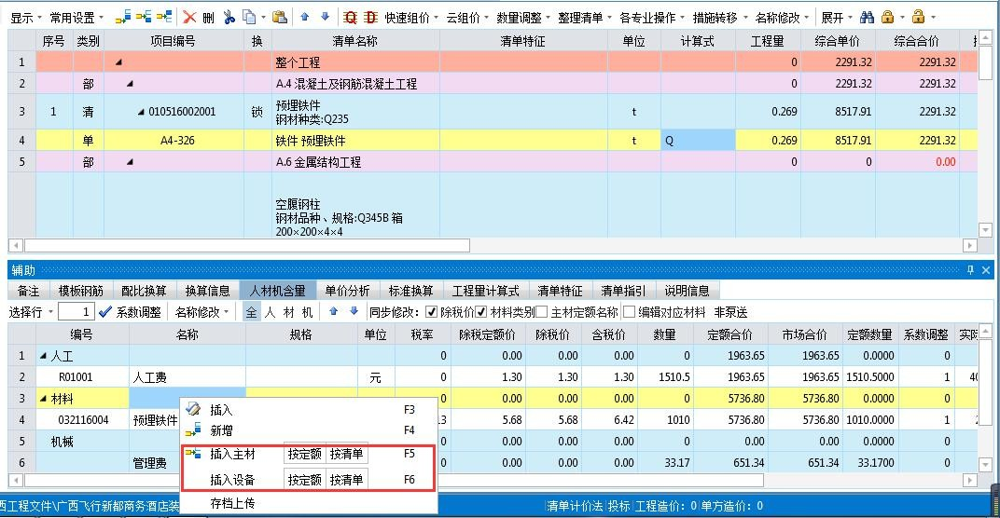 显示 常用设置 删 快速组价 云组价 数量调整 整理清单 各专业操作 措施转移 名称修改 展开
序号 类别 项目编号 换 清单名称 清单特征 单位 计算式 工程量 综合单价 综合合价
1 整个工程 0 2291.32 2291.32
2 部 A.4 混凝土及钢筋混凝土工程 0 2291.32 2291.32
3 1 清 010516002001 锁 预埋铁件 t 0.269 8517.91 2291.32
钢材种类:Q235
4 单 A4-326 铁件 预埋铁件 t Q 0.269 8517.91 2291.32
5 部 A.6 金属结构工程 0 0 0.00
空腹钢柱
钢材品种、规格:Q345B 箱
200×200×4×4
辅助
备注 模板钢筋 配比换算 换算信息 人材机含量 单价分析 标准换算 工程量计算式 清单特征 清单指引 说明信息
选择行 1 系数调整 名称修改 全 人 材 机 同步修改: 除税价 材料类别 主材定额名称 编辑对应材料 非泵送
编号 名称 规格 单位 税率 除税定额价 除税价 含税价 数量 定额合价 市场合价 定额数量 系数调整 实际
1 人工 0 0.00 0.00 0.00 0 1963.65 1963.65 0.0000 0
2 R01001 人工费 元 0 1.30 1.30 1.30 1510.5 1963.65 1963.65 1510.5000 1
3 材料 0 0.00 0.00 0.00 0 5736.80 5736.80 0.0000 0
4 032116004 预埋铁件 13 5.68 5.68 6.42 1010 5736.80 5736.80 1010.0000 1
5 机械 0 0.00 0.00 0.00 0 0.00 0.00 0.0000 0
6 管理费 0 0.00 0.00 0.00 33.17 651.34 651.34 33.1700 0
插入 F3
新增 F4
插入主材 按定额 按清单 F5
插入设备 按定额 按清单 F6
存档上传
西工程文件\广西飞行新都商务酒店装 清单计价法 投标 工程造价：0 单方造价：0